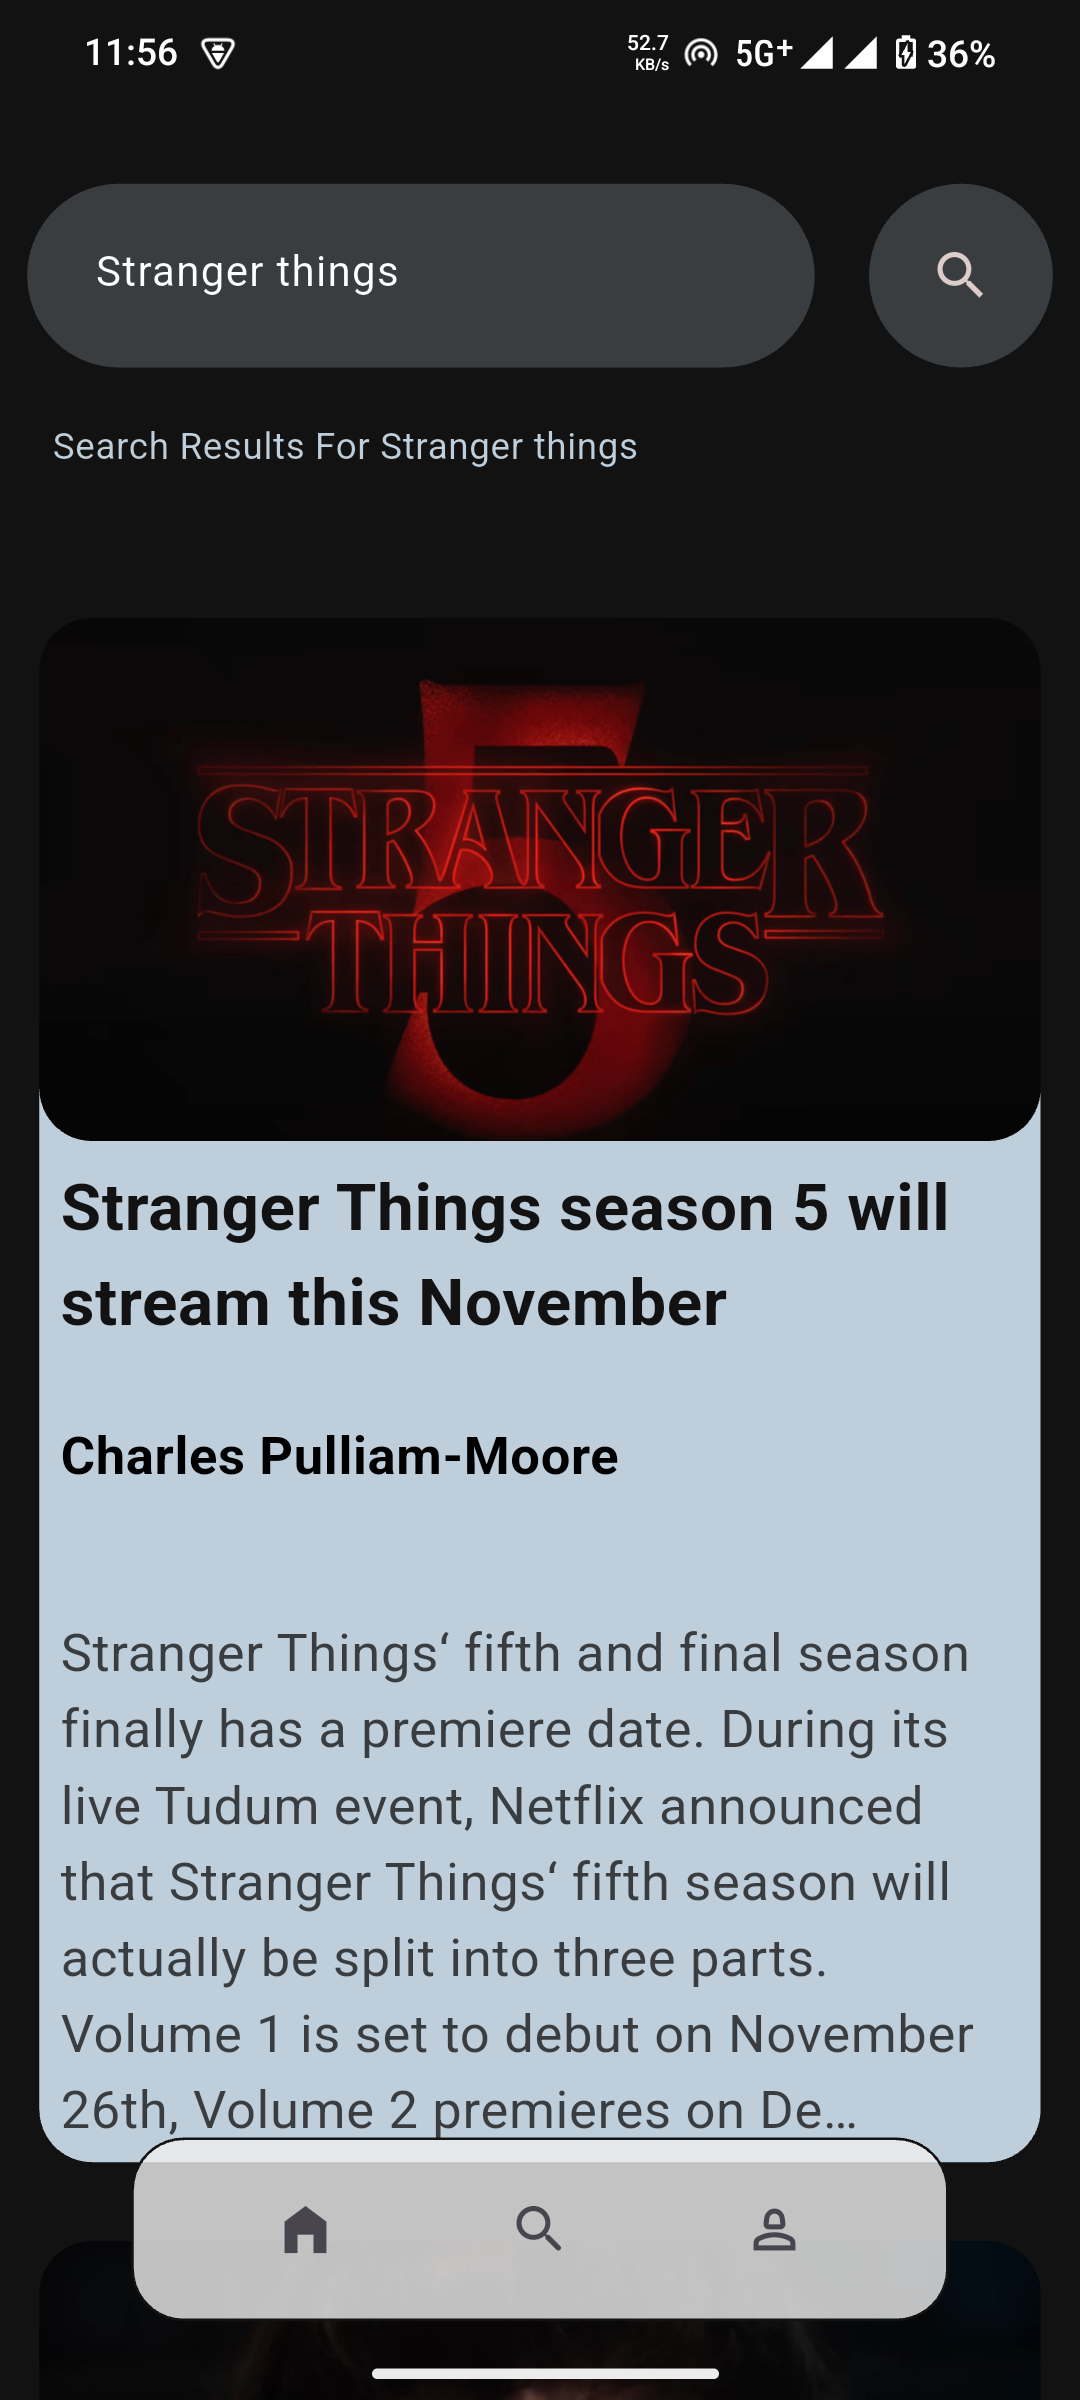 11:56
52.7
KB/s
5G+
36%
Stranger things
Search Results For Stranger things
5
STRANGER
THINGS
Stranger Things season 5 will
stream this November
Charles Pulliam-Moore
Stranger Things‘ fifth and final season
finally has a premiere date. During its
live Tudum event, Netflix announced
that Stranger Things‘ fifth season will
actually be split into three parts.
Volume 1 is set to debut on November
26th, Volume 2 premieres on De…